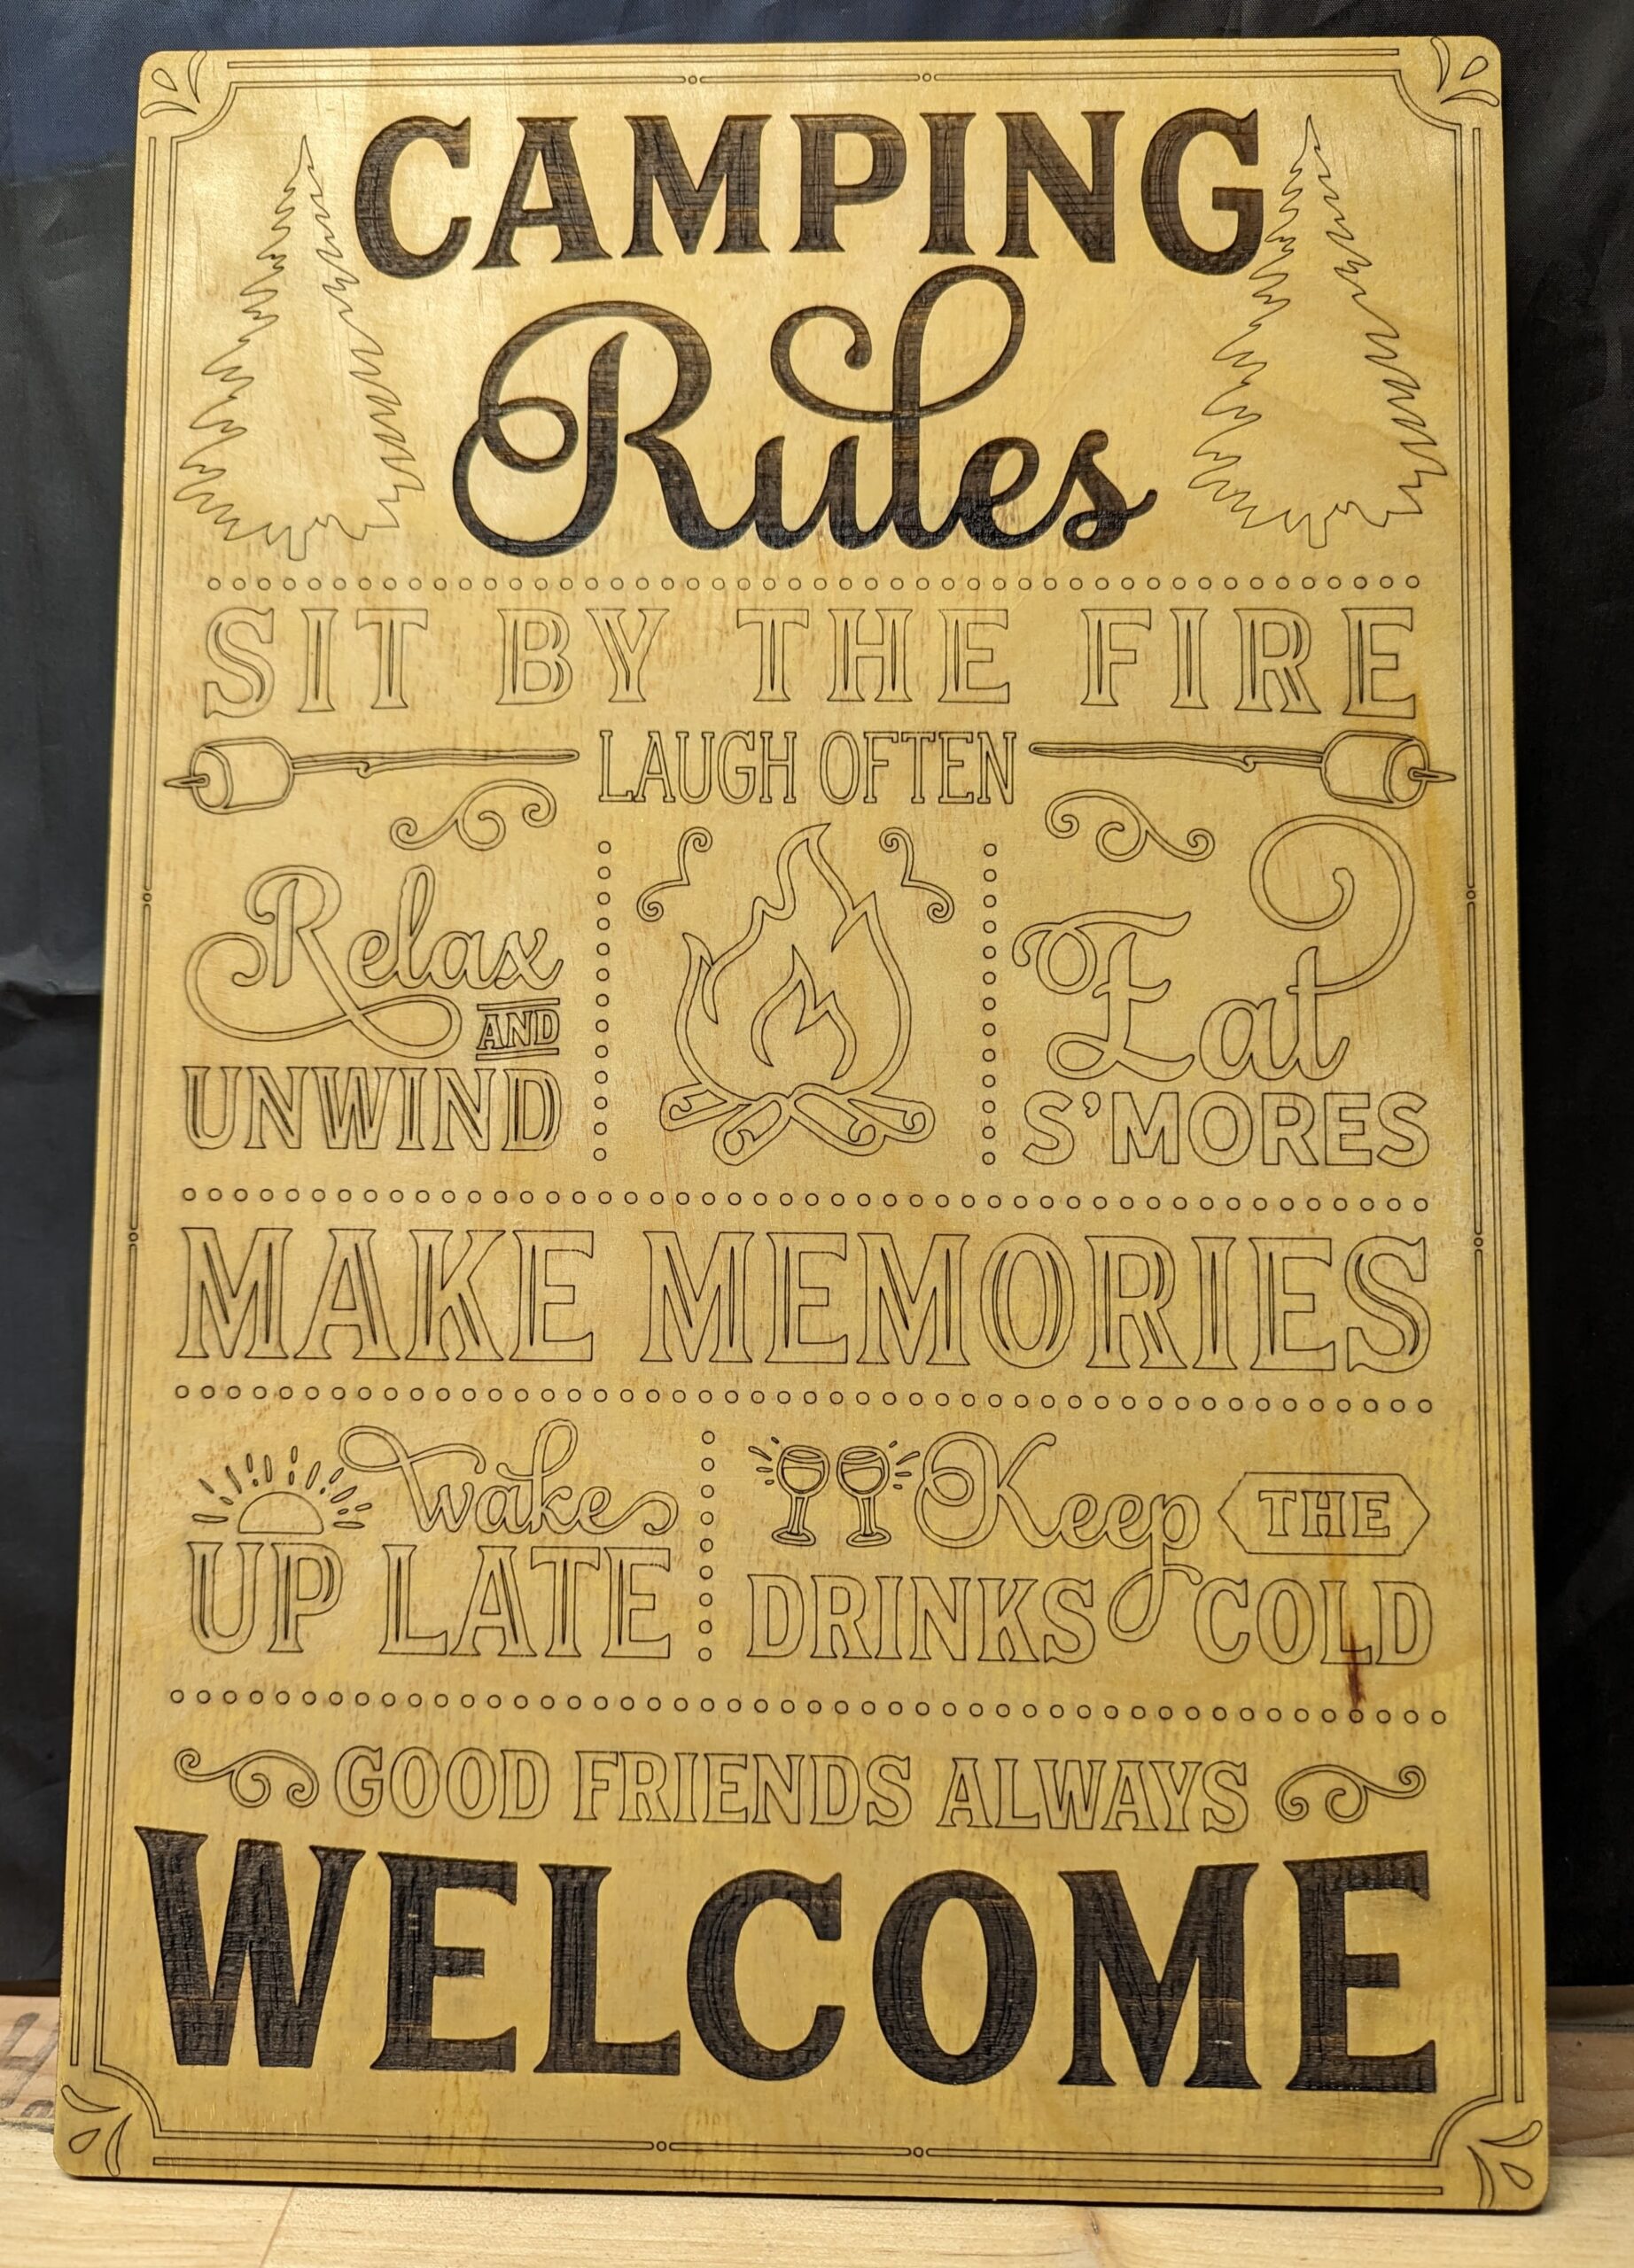 CAMPING
Rules
SIT BY THE FIRE
LAUGH OFTEN
Relax
AND
UNWIND
Eat
S'MORES
MAKE MEMORIES
Wake
UP LATE
Keep THE
DRINKS COLD
GOOD FRIENDS ALWAYS
WELCOME